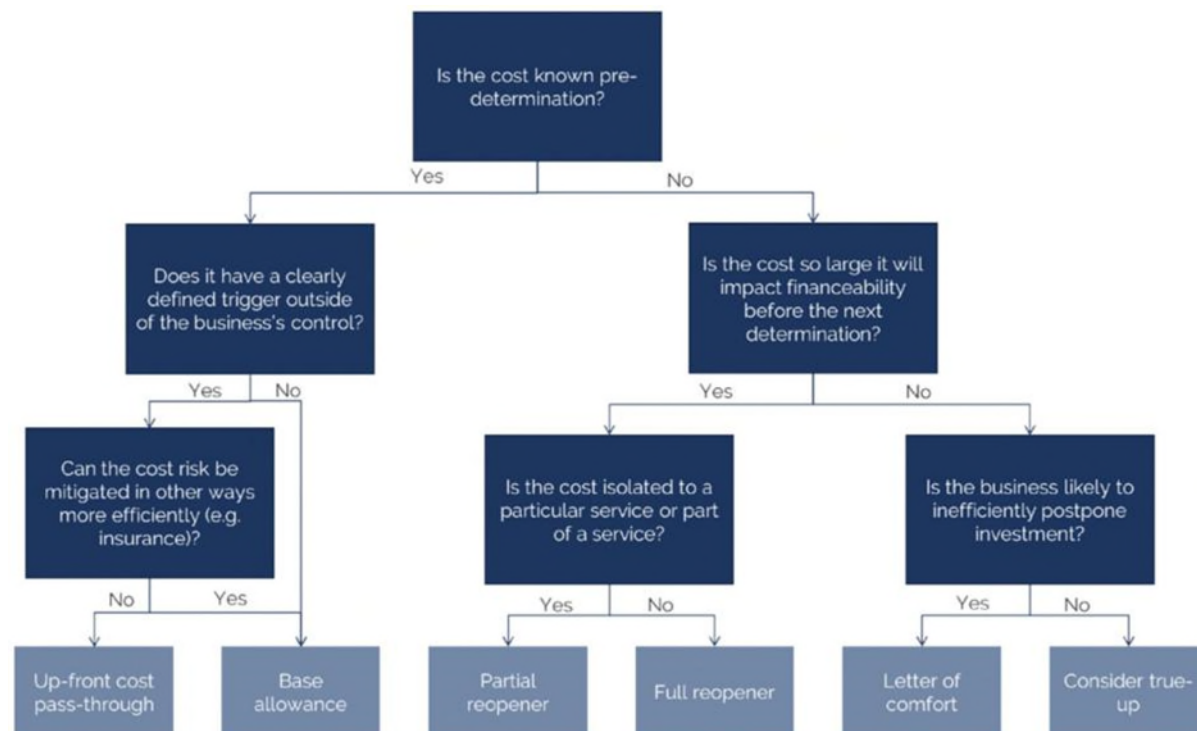 Is the cost known pre-
determination?
Yes
No
Does it have a clearly
defined trigger outside
of the business's control?
Is the cost so large it will
impact financeability
before the next
determination?
Yes
No
Yes
No
Can the cost risk be
mitigated in other ways
more efficiently (e.g.
insurance)?
Is the cost isolated to a
particular service or part
of a service?
Is the business likely to
inefficiently postpone
investment?
No
Yes
Yes
No
Yes
No
Up-front cost
pass-through
Base
allowance
Partial
reopener
Full reopener
Letter of
comfort
Consider true-
up